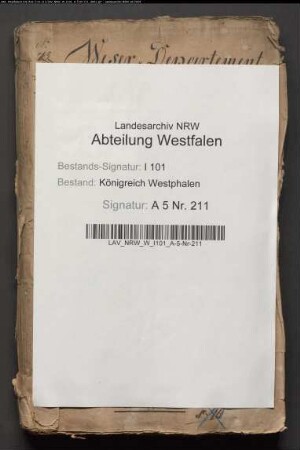 Weser-Departement
Landesarchiv NRW
Abteilung Westfalen
Bestands-Signatur: I 101
Bestand: Königreich Westphalen
Signatur: A 5 Nr. 211
LAV_NRW_W_I101_A-5-Nr-211